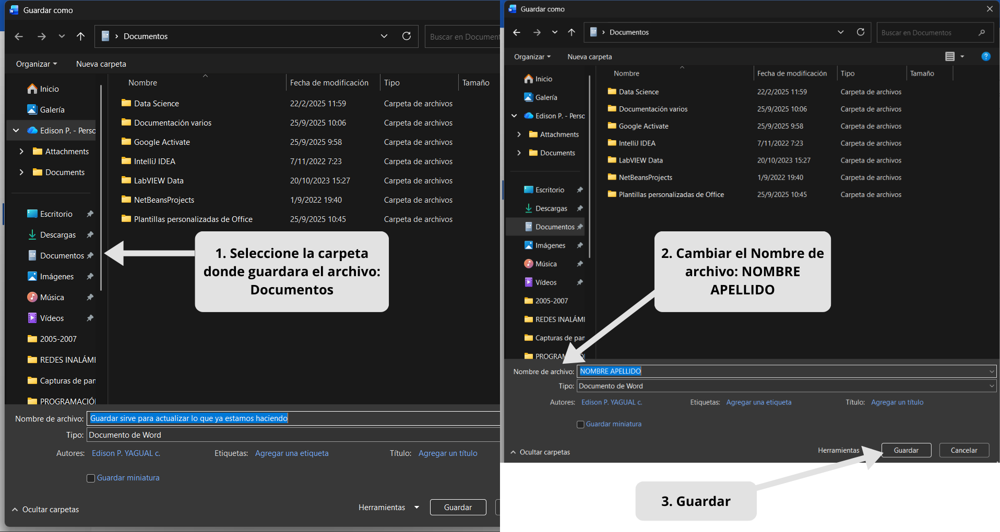 Guardar como
Documentos
Buscar en Document
Organizar
Nueva carpeta
Nombre
Fecha de modificación
Tipo
Tamaño
Inicio
Galería
Edison P. - Perso
Attachments
Documents
Escritorio
Descargas
Documentos
Imágenes
Música
Vídeos
2005-2007
REDES INALÁMI
Capturas de pan
PROGRAMACIÓ
Data Science 22/2/2025 11:59 Carpeta de archivos
Documentación varios 25/9/2025 10:06 Carpeta de archivos
Google Activate 25/9/2025 9:58 Carpeta de archivos
IntelliJ IDEA 7/11/2022 7:23 Carpeta de archivos
LabVIEW Data 20/10/2023 15:27 Carpeta de archivos
NetBeansProjects 1/9/2022 19:40 Carpeta de archivos
Plantillas personalizadas de Office 25/9/2025 10:45 Carpeta de archivos
1. Seleccione la carpeta
donde guardara el archivo:
Documentos
Nombre de archivo: Guardar sirve para actualizar lo que ya estamos haciendo
Tipo: Documento de Word
Autores: Edison P. YAGUAL c.
Etiquetas: Agregar una etiqueta
Título: Agregar un título
Guardar miniatura
Ocultar carpetas
Herramientas
Guardar
Guardar como
Documentos
Buscar en Documentos
Organizar
Nueva carpeta
Nombre
Fecha de modificación
Tipo
Tamaño
Inicio
Galería
Edison P. - Persc
Attachments
Documents
Escritorio
Descargas
Documentos
Imágenes
Música
Vídeos
2005-2007
REDES INALÁMI
Capturas de par
PROGRAM
Data Science 22/2/2025 11:59 Carpeta de archivos
Documentación varios 25/9/2025 10:06 Carpeta de archivos
Google Activate 25/9/2025 9:58 Carpeta de archivos
IntelliJ IDEA 7/11/2022 7:23 Carpeta de archivos
LabVIEW Data 20/10/2023 15:27 Carpeta de archivos
NetBeansProjects 1/9/2022 19:40 Carpeta de archivos
Plantillas personalizadas de Office 25/9/2025 10:45 Carpeta de archivos
2. Cambiar el Nombre de
archivo: NOMBRE
APELLIDO
Nombre de archivo: NOMBRE APELLIDO
Tipo: Documento de Word
Autores: Edison P. YAGUAL c.
Etiquetas: Agregar una etiqueta
Título: Agregar un título
Guardar miniatura
Ocultar carpetas
Herramientas
Guardar
Cancelar
3. Guardar